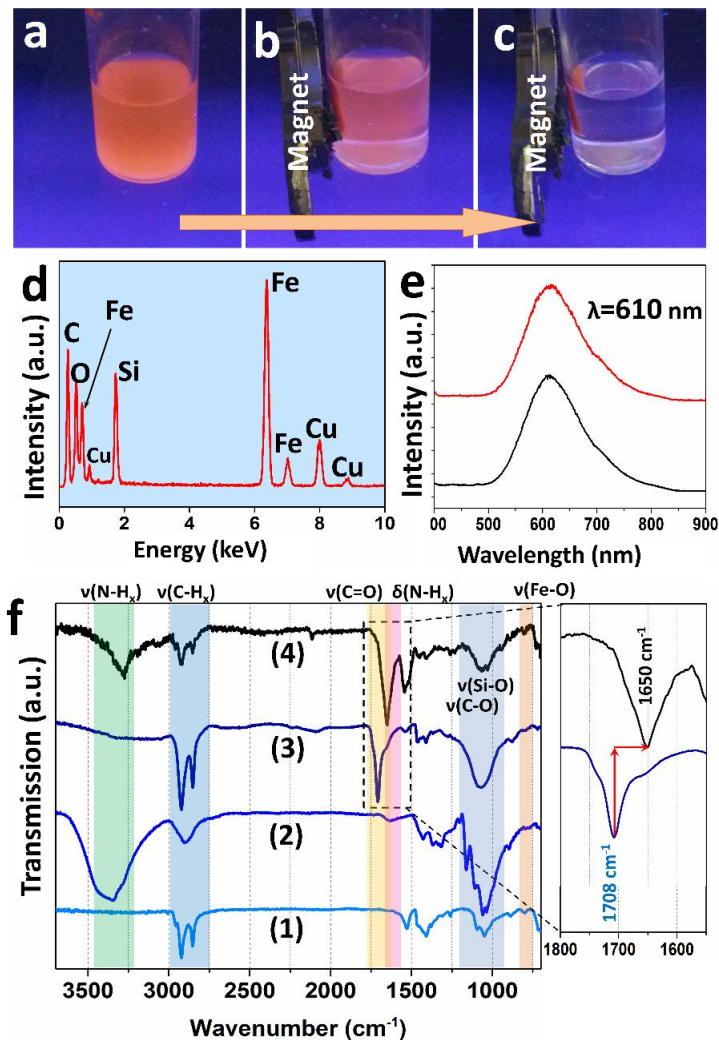 a
b
c
Magnet
Magnet
d
Fe
C
O
Si
Cu
Fe
Fe
Cu
Cu
Intensity (a.u.)
0 2 4 6 8 10
Energy (keV)
e
λ=610 nm
Intensity (a.u.)
00 500 600 700 800 900
Wavelength (nm)
ν(N-Hₓ) ν(C-Hₓ) ν(C=O) δ(N-Hₓ) ν(Fe-O)
f
(4)
ν(Si-O)
ν(C-O)
(3)
(2)
(1)
Transmission (a.u.)
3500 3000 2500 2000 1500 1000
Wavenumber (cm⁻¹)
1650 cm⁻¹
1708 cm⁻¹
1800 1700 1600